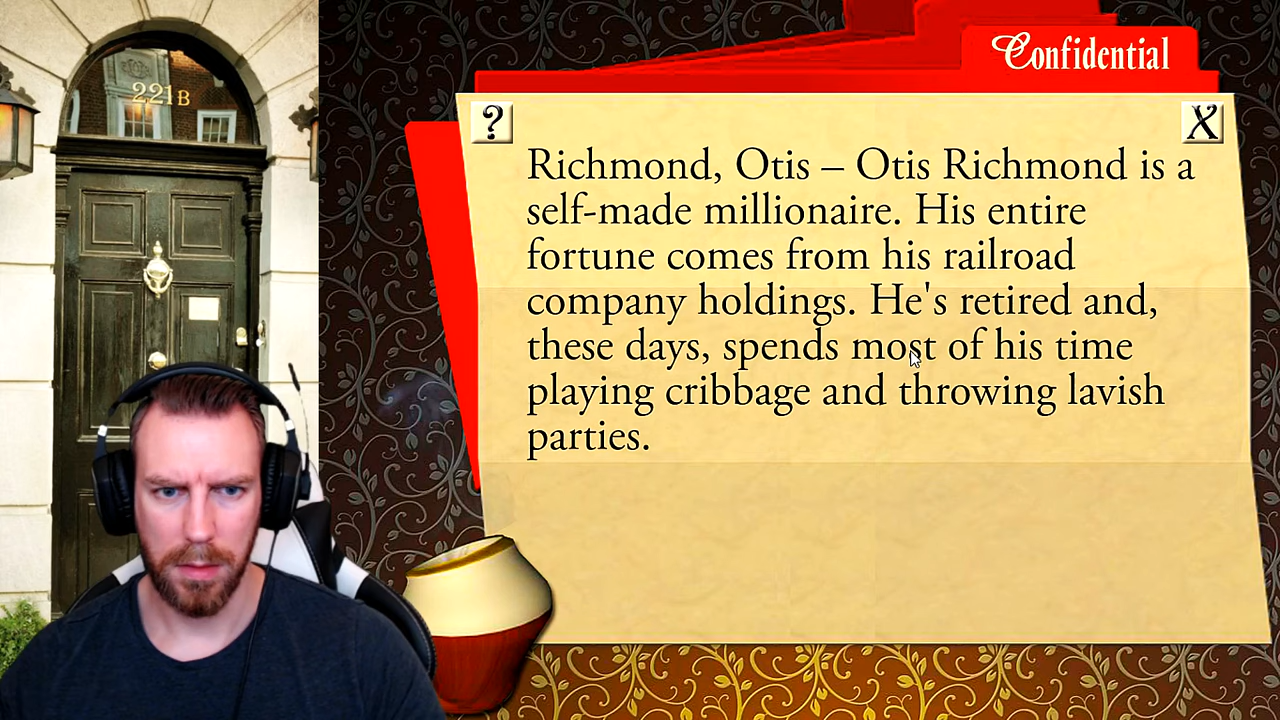 221B
Confidential
?
X
Richmond, Otis – Otis Richmond is a
self-made millionaire. His entire
fortune comes from his railroad
company holdings. He's retired and,
these days, spends most of his time
playing cribbage and throwing lavish
parties.